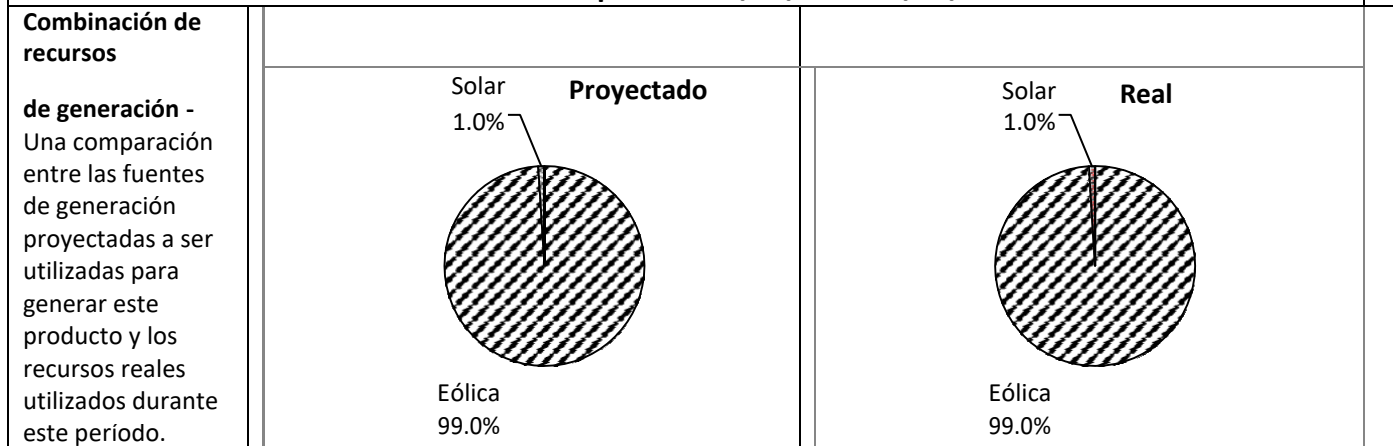 Combinación de
recursos
de generación -
Una comparación
entre las fuentes
de generación
proyectadas a ser
utilizadas para
generar este
producto y los
recursos reales
utilizados durante
este período.
Solar
1.0%
Proyectado
Eólica
99.0%
Solar
1.0%
Real
Eólica
99.0%